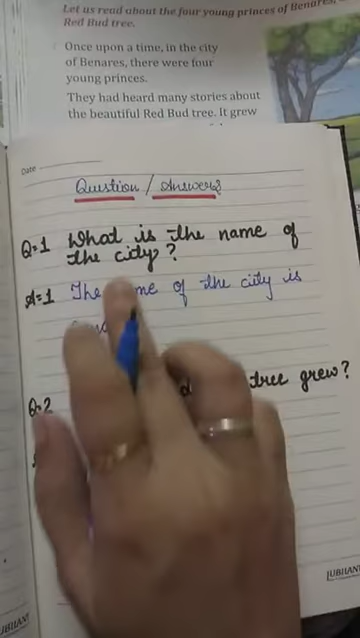 Let us read about the four young princes of Benares,
Red Bud tree.
Once upon a time, in the city
of Benares, there were four
young princes.
They had heard many stories about
the beautiful Red Bud tree. It grew
Date
Question / Answers
Q=1 What is the name of
the city?
A=1 The name of the city is
Q=2 tree grew?
JUBILANT
JUBILANT